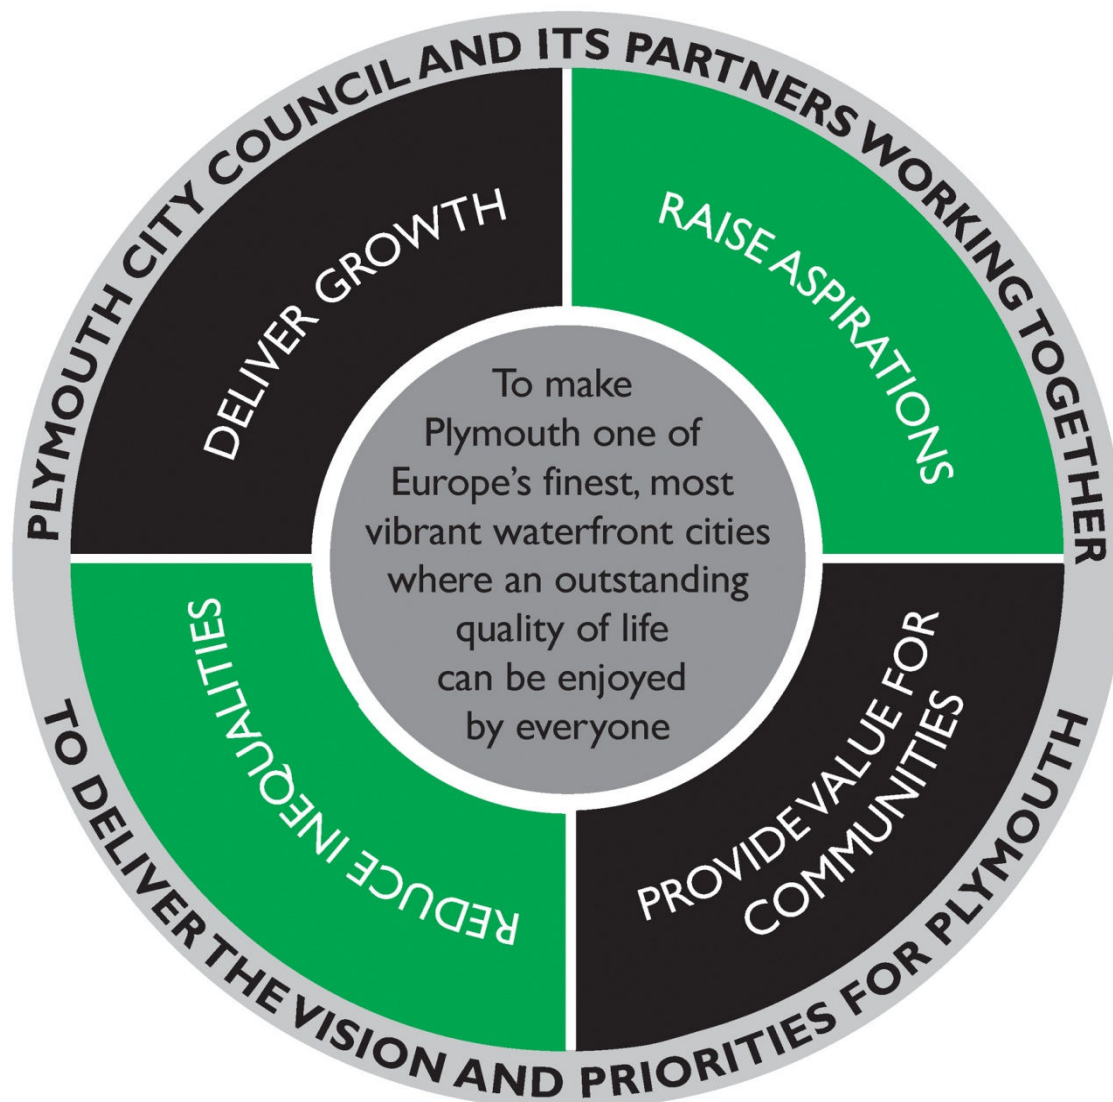 PLYMOUTH CITY COUNCIL AND ITS PARTNERS WORKING TOGETHER
DELIVER GROWTH
RAISE ASPIRATIONS
To make
Plymouth one of
Europe's finest, most
vibrant waterfront cities
where an outstanding
quality of life
can be enjoyed
by everyone
REDUCE INEQUALITIES
PROVIDE VALUE FOR
COMMUNITIES
TO DELIVER THE VISION AND PRIORITIES FOR PLYMOUTH